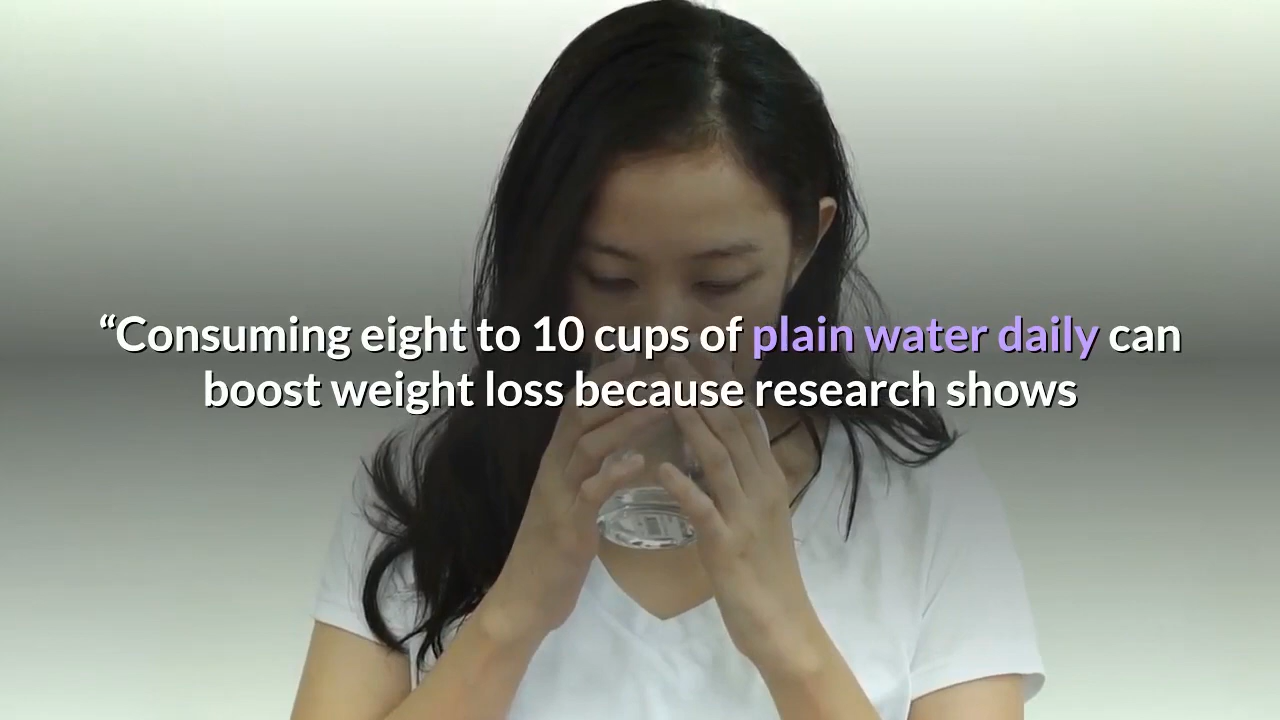 “Consuming eight to 10 cups of plain water daily can
boost weight loss because research shows